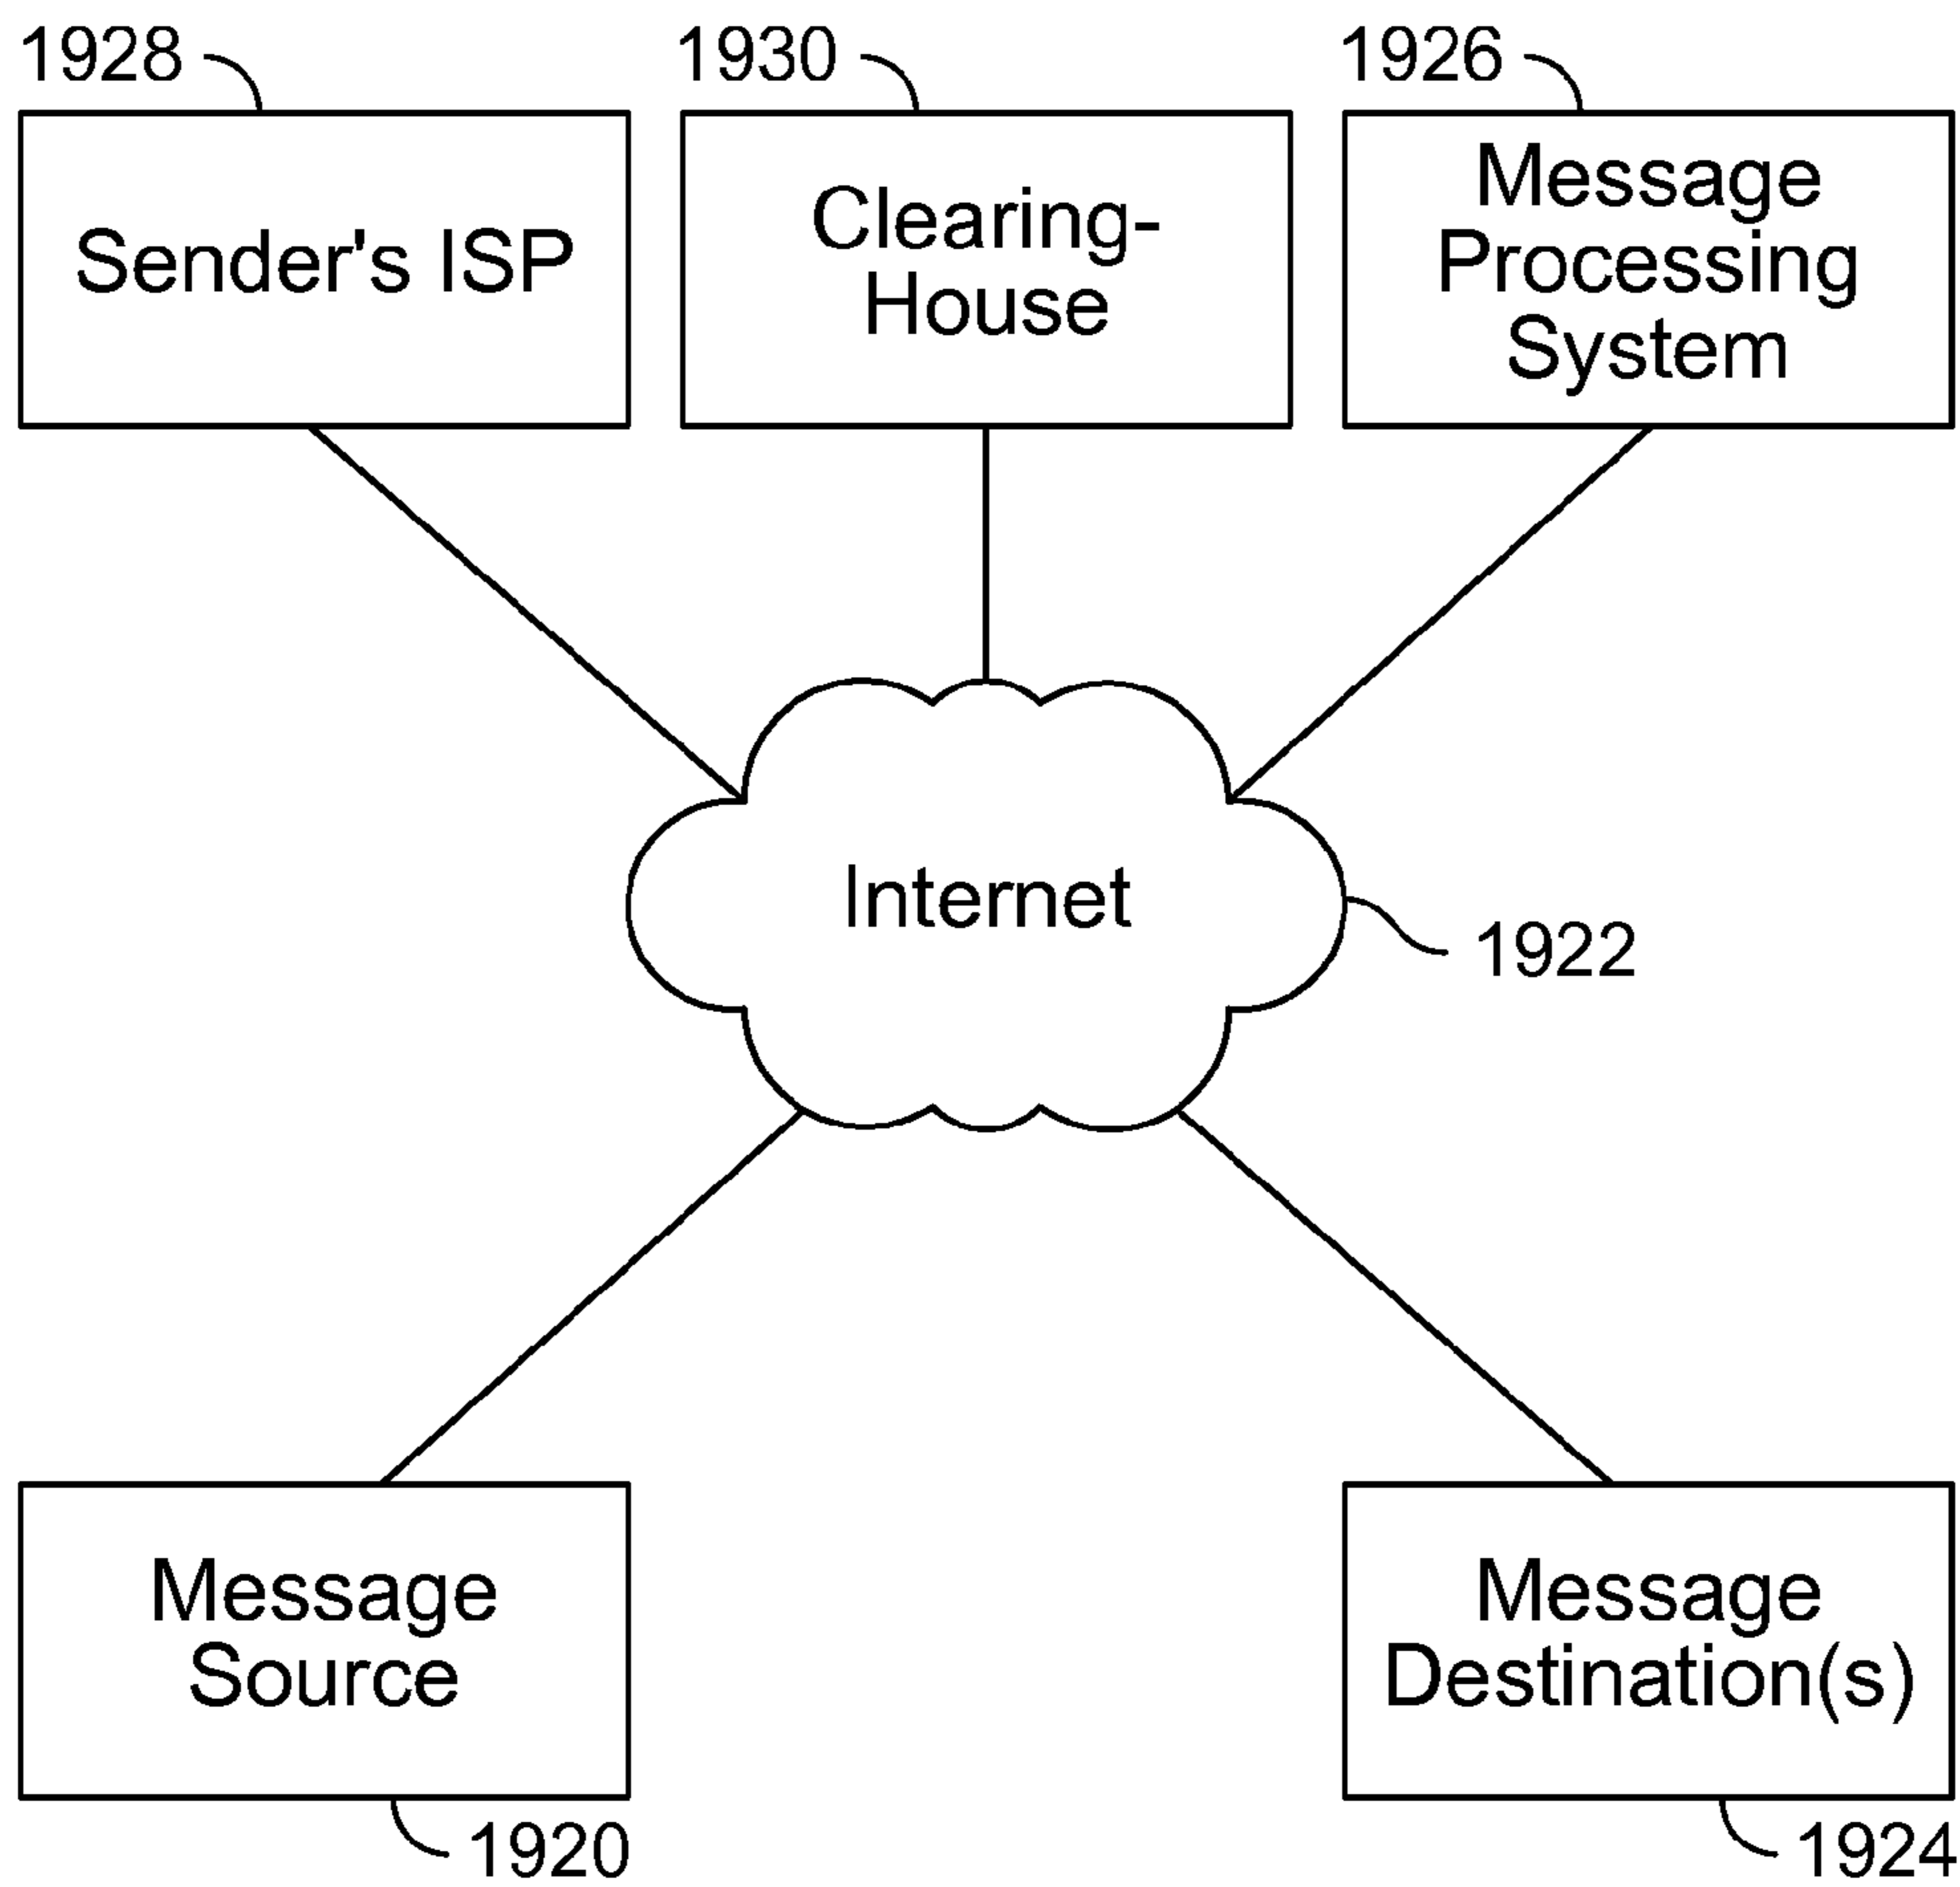 1928
1930
1926
Sender's ISP
Clearing-
House
Message
Processing
System
Internet
1922
Message
Source
Message
Destination(s)
1920
1924